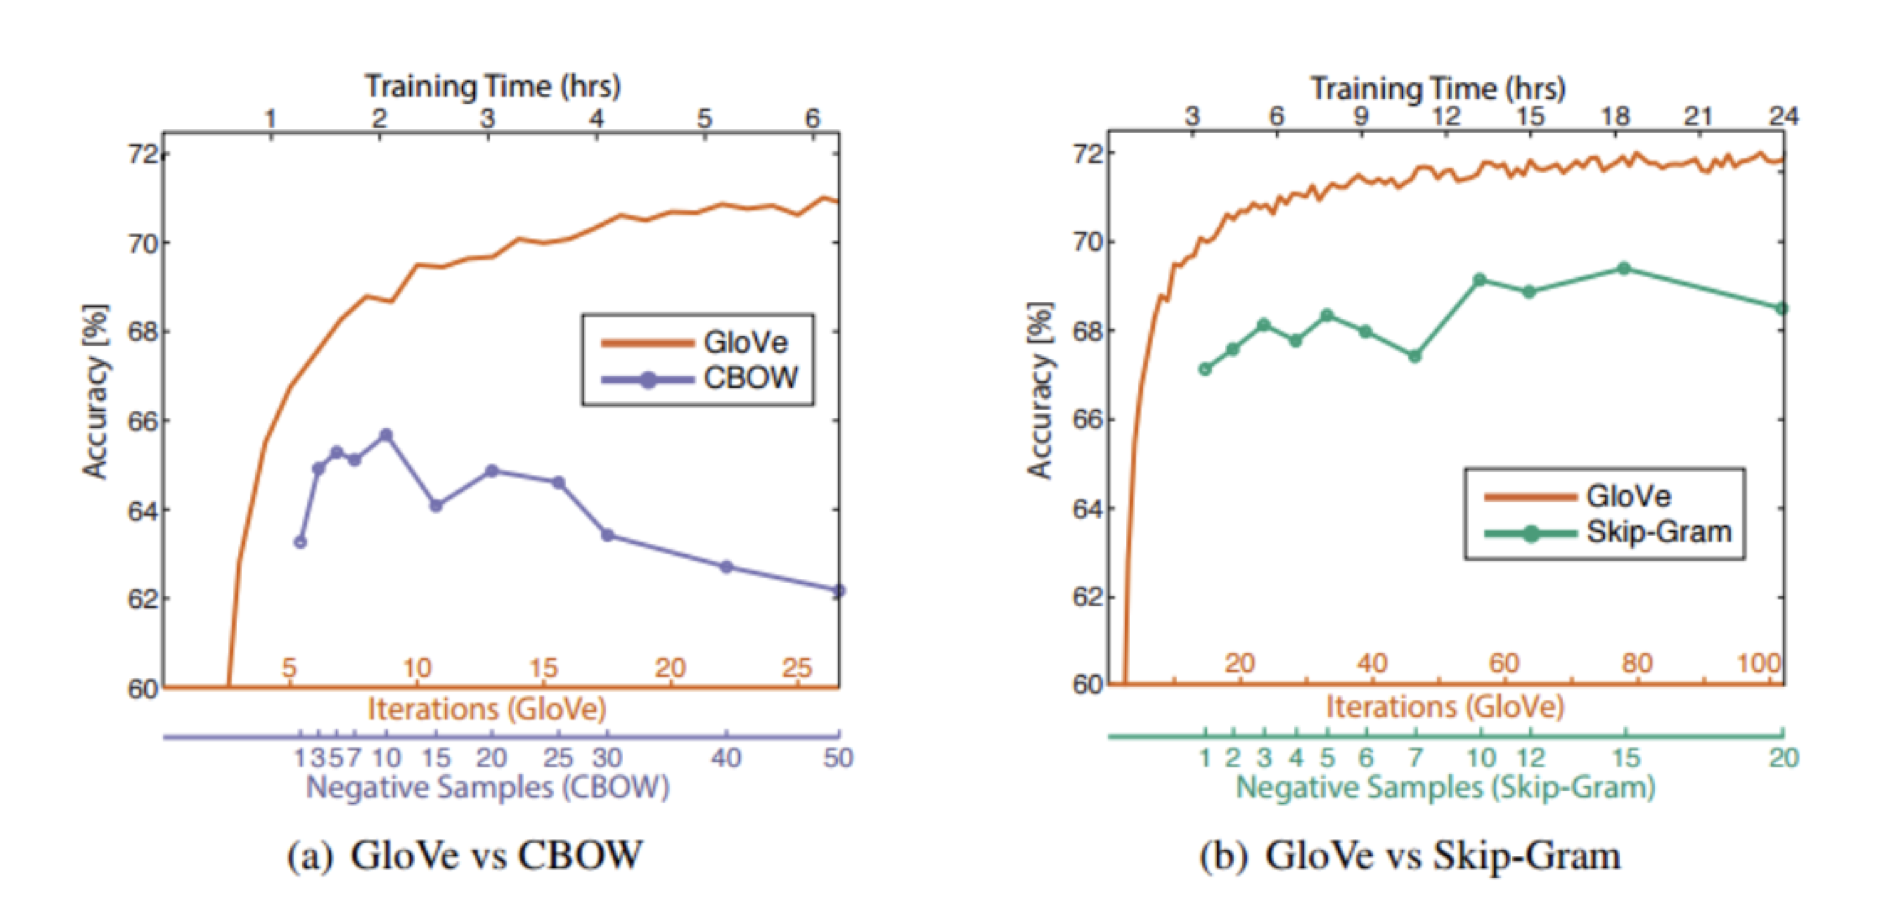 Training Time (hrs)
1 2 3 4 5 6
72
70
68
66
64
62
60
Accuracy [%]
GloVe
CBOW
5 10 15 20 25
Iterations (GloVe)
1 3 5 7 10 15 20 25 30 40 50
Negative Samples (CBOW)
(a) GloVe vs CBOW
Training Time (hrs)
3 6 9 12 15 18 21 24
72
70
68
66
64
62
60
Accuracy [%]
GloVe
Skip-Gram
20 40 60 80 100
Iterations (GloVe)
1 2 3 4 5 6 7 10 12 15 20
Negative Samples (Skip-Gram)
(b) GloVe vs Skip-Gram